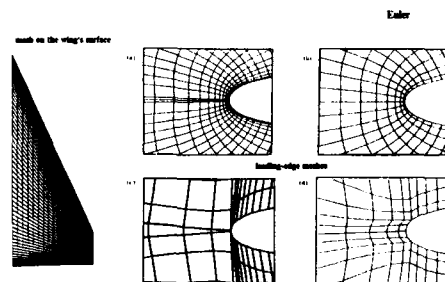 Euler
mesh on the wing's surface
(a)
leading-edge meshes
(c)
(d)